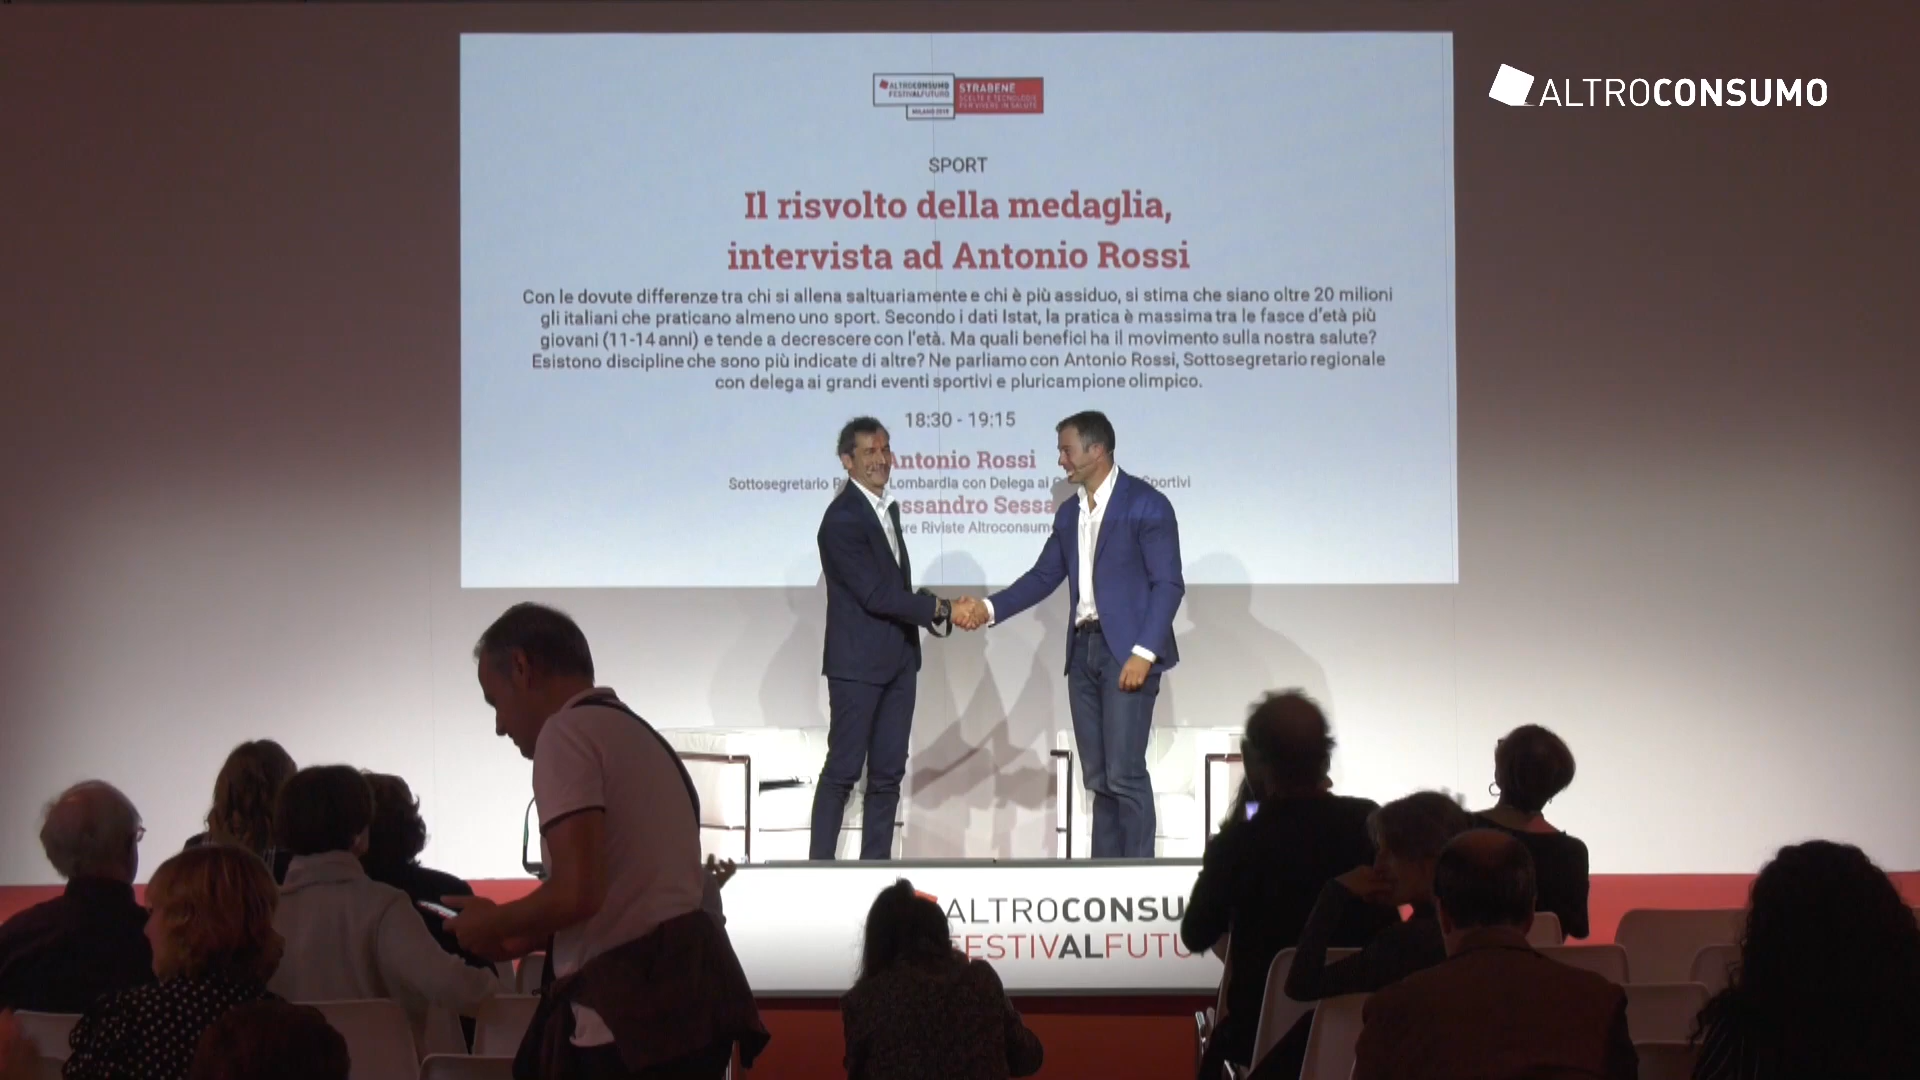 ALTROCONSUMO
ALTROCONSUMO
FESTIVALFUTURO
MILANO 2019
STRABENE
SCELTE E TECNOLOGIE
PER VIVERE IN SALUTE
SPORT
Il risvolto della medaglia,
intervista ad Antonio Rossi
Con le dovute differenze tra chi si allena saltuariamente e chi è più assiduo, si stima che siano oltre 20 milioni
gli italiani che praticano almeno uno sport. Secondo i dati Istat, la pratica è massima tra le fasce d'età più
giovani (11-14 anni) e tende a decrescere con l'età. Ma quali benefici ha il movimento sulla nostra salute?
Esistono discipline che sono più indicate di altre? Ne parliamo con Antonio Rossi, Sottosegretario regionale
con delega ai grandi eventi sportivi e pluricampione olimpico.
18:30 - 19:15
Antonio Rossi
Sottosegretario Lombardia con Delega ai Sportivi
essandro Sessa
Riviste Altroconsumo
ALTROCONSU
FESTIVALFUTU